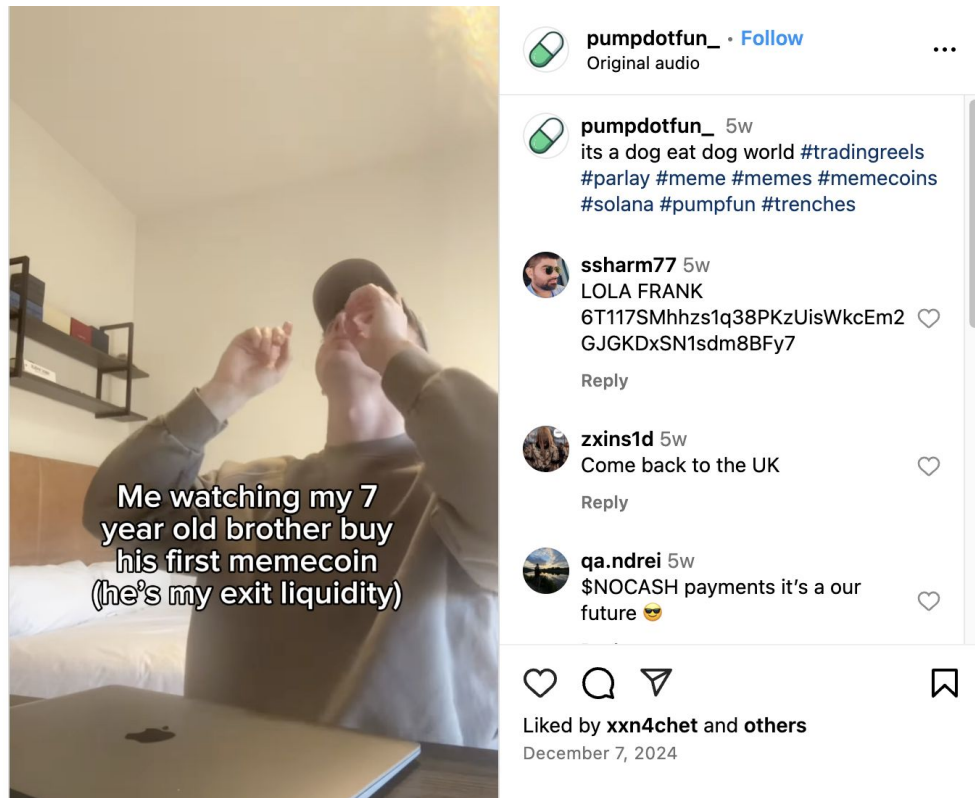 pumpdotfun_ • Follow
Original audio
pumpdotfun_ 5w
its a dog eat dog world #tradingreels
#parlay #meme #memes #memecoins
#solana #pumpfun #trenches
ssharm77 5w
LOLA FRANK
6T117SMhhzs1q38PKzUisWkcEm2
GJGKDxSN1sdm8BFy7
Reply
zxins1d 5w
Come back to the UK
Reply
qa.ndrei 5w
$NOCASH payments it's a our
future 😎
Liked by xxn4chet and others
December 7, 2024
Me watching my 7
year old brother buy
his first memecoin
(he's my exit liquidity)